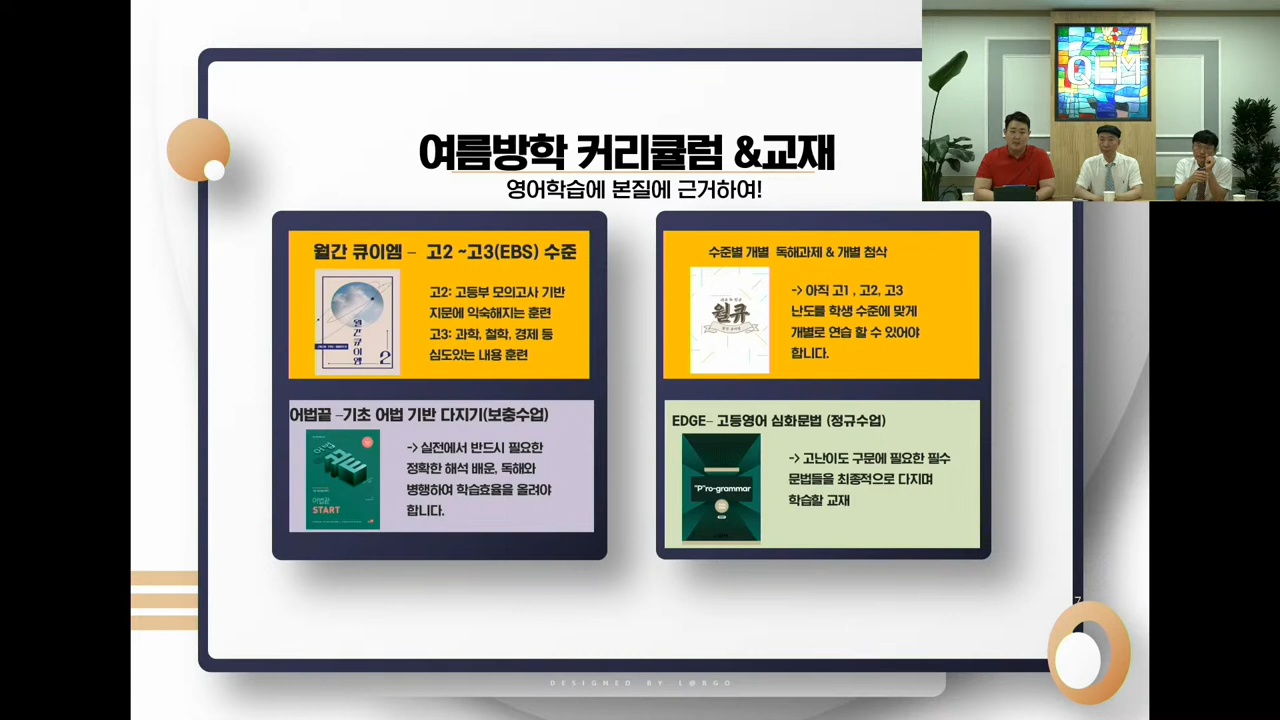 QEM
여름방학 커리큘럼 &교재
영어학습에 본질에 근거하여!
월간 큐이엠 – 고2 ~고3(EBS) 수준
고2: 고등부 모의고사 기반
지문에 익숙해지는 훈련
고3: 과학, 철학, 경제 등
심도있는 내용 훈련
월간큐이엠
2
수준별 개별 독해과제 & 개별 첨삭
월큐
-> 아직 고1 , 고2, 고3
난도를 학생 수준에 맞게
개별로 연습 할 수 있어야
합니다.
어법끝 –기초 어법 기반 다지기(보충수업)
어법
끝
어법끝
START
-> 실전에서 반드시 필요한
정확한 해석 배운, 독해와
병행하여 학습효율을 올려야
합니다.
EDGE– 고등영어 심화문법 (정규수업)
"P"ro-grammar
-> 고난이도 구문에 필요한 필수
문법들을 최종적으로 다지며
학습할 교재
7
DESIGNED BY L@RGO